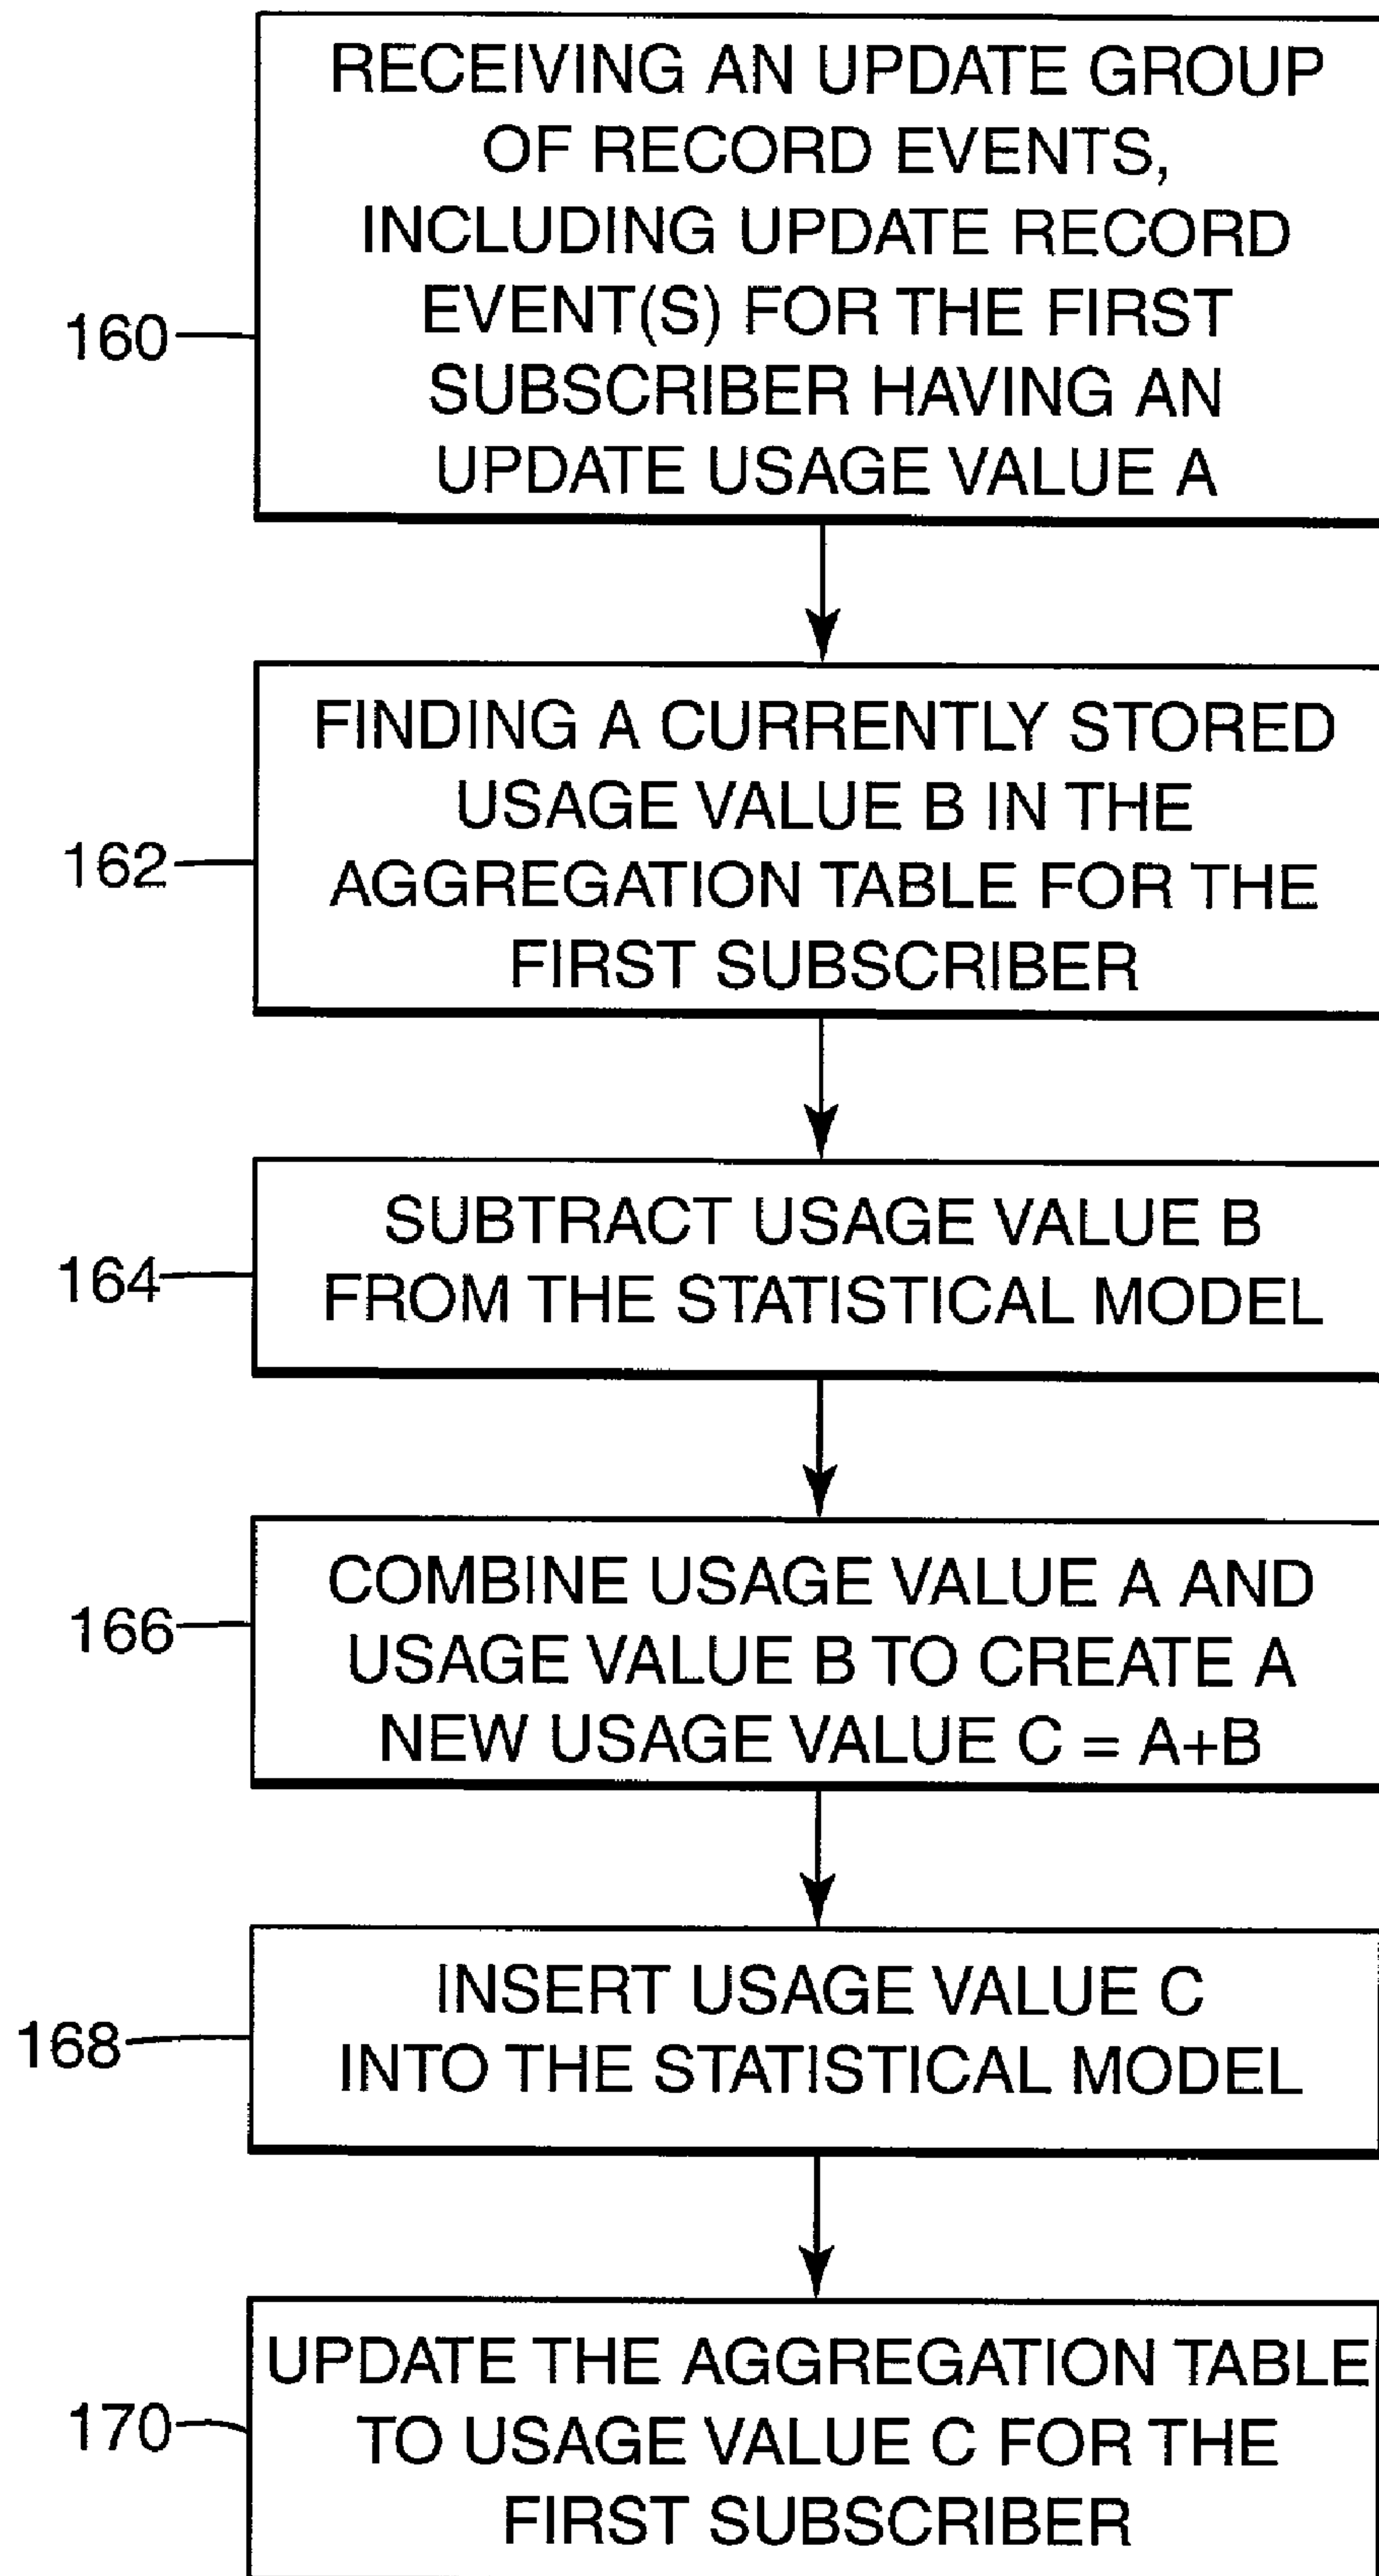 RECEIVING AN UPDATE GROUP
OF RECORD EVENTS,
INCLUDING UPDATE RECORD
EVENT(S) FOR THE FIRST
SUBSCRIBER HAVING AN
UPDATE USAGE VALUE A
160
FINDING A CURRENTLY STORED
USAGE VALUE B IN THE
AGGREGATION TABLE FOR THE
FIRST SUBSCRIBER
162
SUBTRACT USAGE VALUE B
FROM THE STATISTICAL MODEL
164
COMBINE USAGE VALUE A AND
USAGE VALUE B TO CREATE A
NEW USAGE VALUE C = A+B
166
INSERT USAGE VALUE C
INTO THE STATISTICAL MODEL
168
UPDATE THE AGGREGATION TABLE
TO USAGE VALUE C FOR THE
FIRST SUBSCRIBER
170